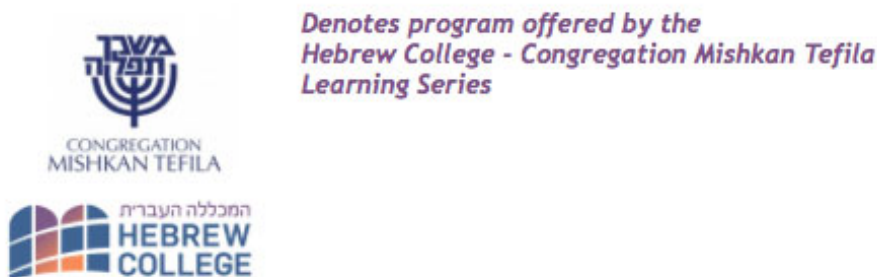 משכן
תפלה
CONGREGATION
MISHKAN TEFILA
Denotes program offered by the
Hebrew College - Congregation Mishkan Tefila
Learning Series
המכללה העברית
HEBREW
COLLEGE